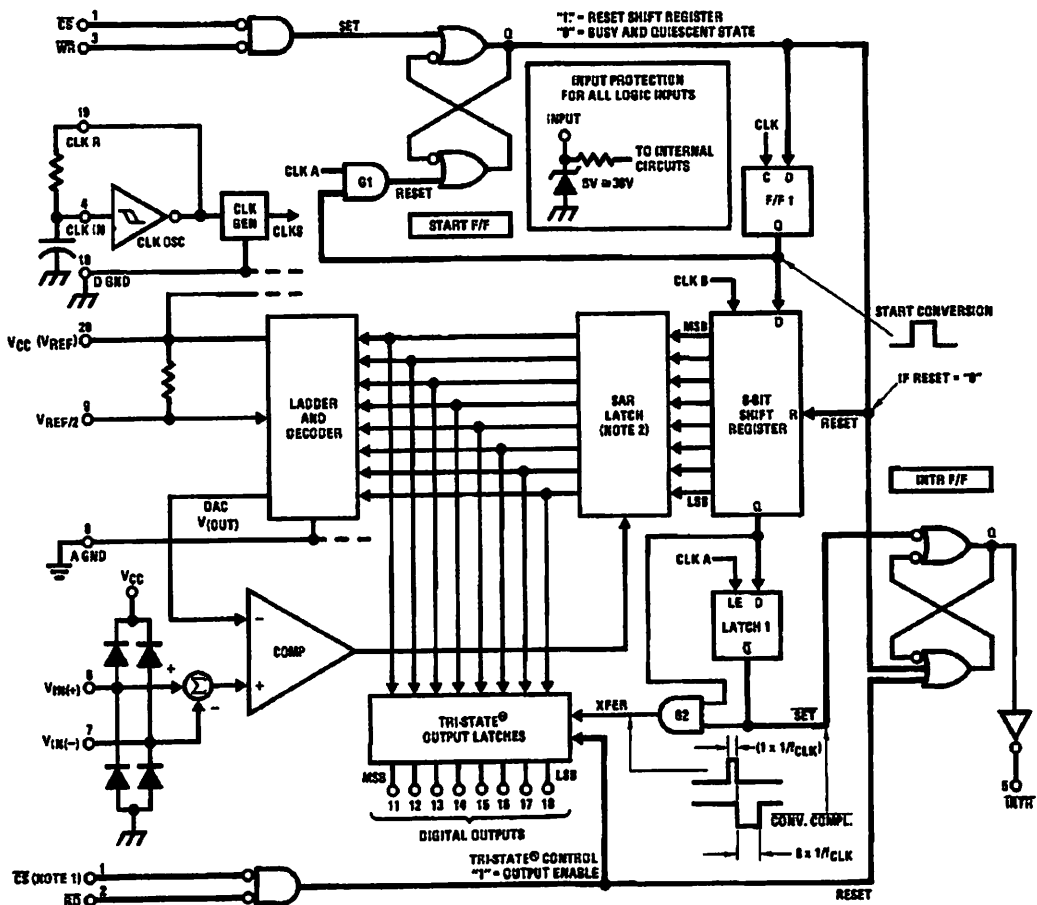 CS 1
WR 3
SET
Q
"1" = RESET SHIFT REGISTER
"0" = BUSY AND QUIESCENT STATE
INPUT PROTECTION
FOR ALL LOGIC INPUTS
INPUT
TO INTERNAL
CIRCUITS
BV = 30V
CLK
C D
F/F 1
Q
19
CLK R
4
CLK IN
CLK OSC
CLK
GEN
CLKS
CLK A
G1
RESET
START F/F
10
D GND
CLK B
D
START CONVERSION
20
VCC (VREF)
9
VREF/2
LADDER
AND
DECODER
MSB
SAR
LATCH
(NOTE 2)
8-BIT
SHIFT
REGISTER
R
RESET
IF RESET = "0"
LSB
Q
INTR F/F
Q
DAC
V(OUT)
8
A GND
VCC
CLK A
LE D
LATCH 1
Q
COMP
−
+
+
Σ
−
6
VIN(+)
7
VIN(−)
XFER
G2
SET
TRI-STATE®
OUTPUT LATCHES
(1 x 1/fCLK)
MSB
LSB
11 12 13 14 15 16 17 18
DIGITAL OUTPUTS
CONV. COMPL.
8 x 1/fCLK
5
INTR
TRI-STATE® CONTROL
"1" = OUTPUT ENABLE
CS (NOTE 1) 1
RD 2
RESET